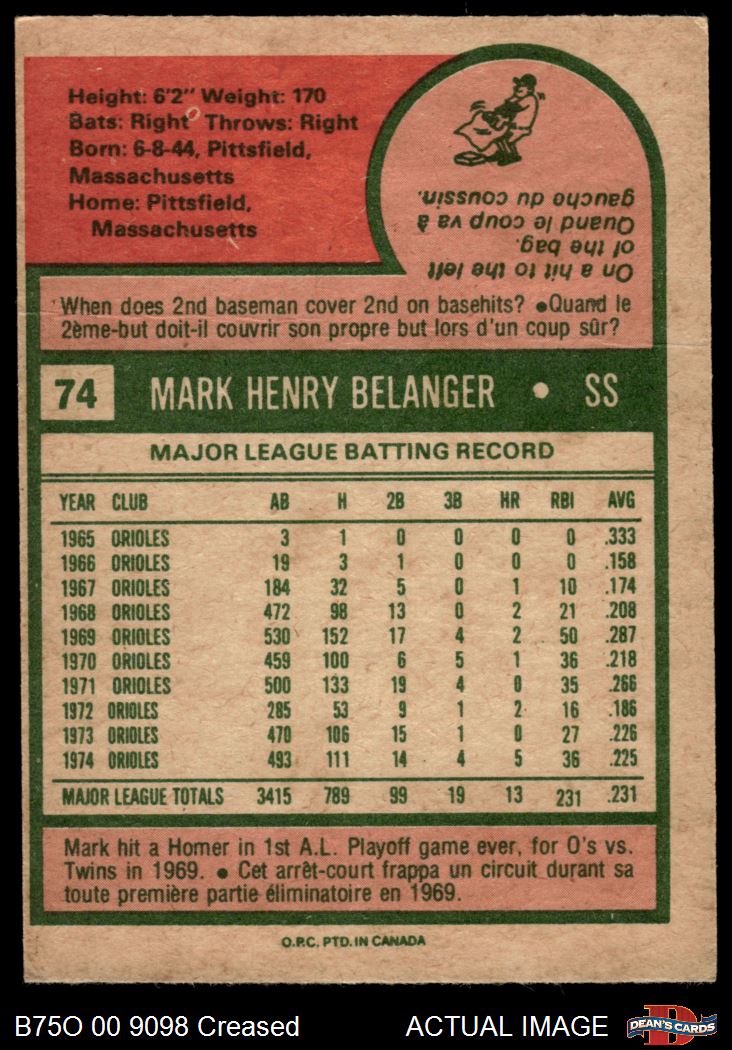 Height: 6'2" Weight: 170
Bats: Right Throws: Right
Born: 6-8-44, Pittsfield,
Massachusetts
Home: Pittsfield,
Massachusetts
On a hit to the left
of the bag.
Quand le coup va à
gauche du coussin.
When does 2nd baseman cover 2nd on basehits? ●Quand le
2ème-but doit-il couvrir son propre but lors d'un coup sûr?
74 MARK HENRY BELANGER • SS
MAJOR LEAGUE BATTING RECORD
YEAR CLUB AB H 2B 3B HR RBI AVG
1965 ORIOLES 3 1 0 0 0 0 .333
1966 ORIOLES 19 3 1 0 0 0 .158
1967 ORIOLES 184 32 5 0 1 10 .174
1968 ORIOLES 472 98 13 0 2 21 .208
1969 ORIOLES 530 152 17 4 2 50 .287
1970 ORIOLES 459 100 6 5 1 36 .218
1971 ORIOLES 500 133 19 4 0 35 .266
1972 ORIOLES 285 53 9 1 2 16 .186
1973 ORIOLES 470 106 15 1 0 27 .226
1974 ORIOLES 493 111 14 4 5 36 .225
MAJOR LEAGUE TOTALS 3415 789 99 19 13 231 .231
Mark hit a Homer in 1st A.L. Playoff game ever, for O's vs.
Twins in 1969. ● Cet arrêt-court frappa un circuit durant sa
toute première partie éliminatoire en 1969.
O.P.C. PTD. IN CANADA
B75O 00 9098 Creased ACTUAL IMAGE
D
DEAN'S CARDS